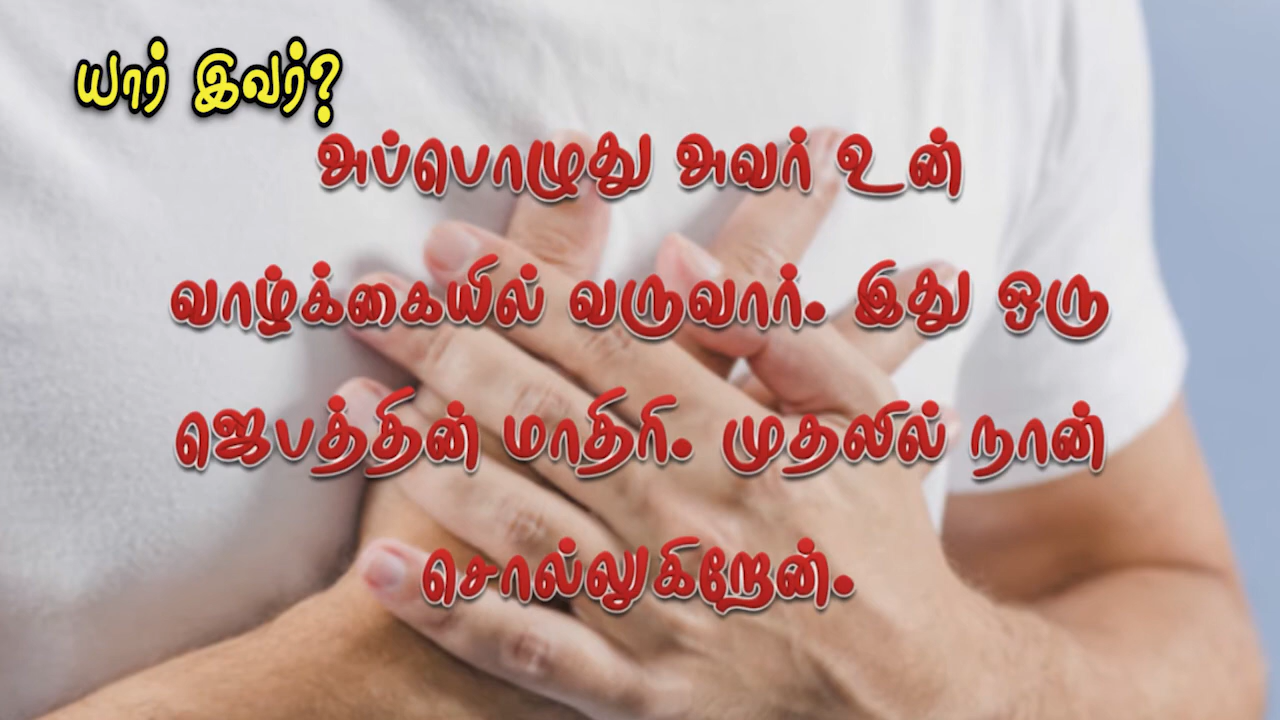 யார் இவர்?
அப்பொழுது அவர் உன்
வாழ்க்கையில் வருவார். இது ஒரு
ஜெபத்தின் மாதிரி. முதலில் நான்
சொல்லுகிறேன்.